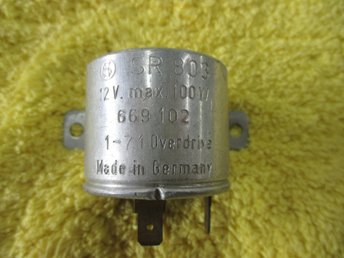 SR 803
12V. max. 100W
669 102
1-71 Overdrive
Made in Germany